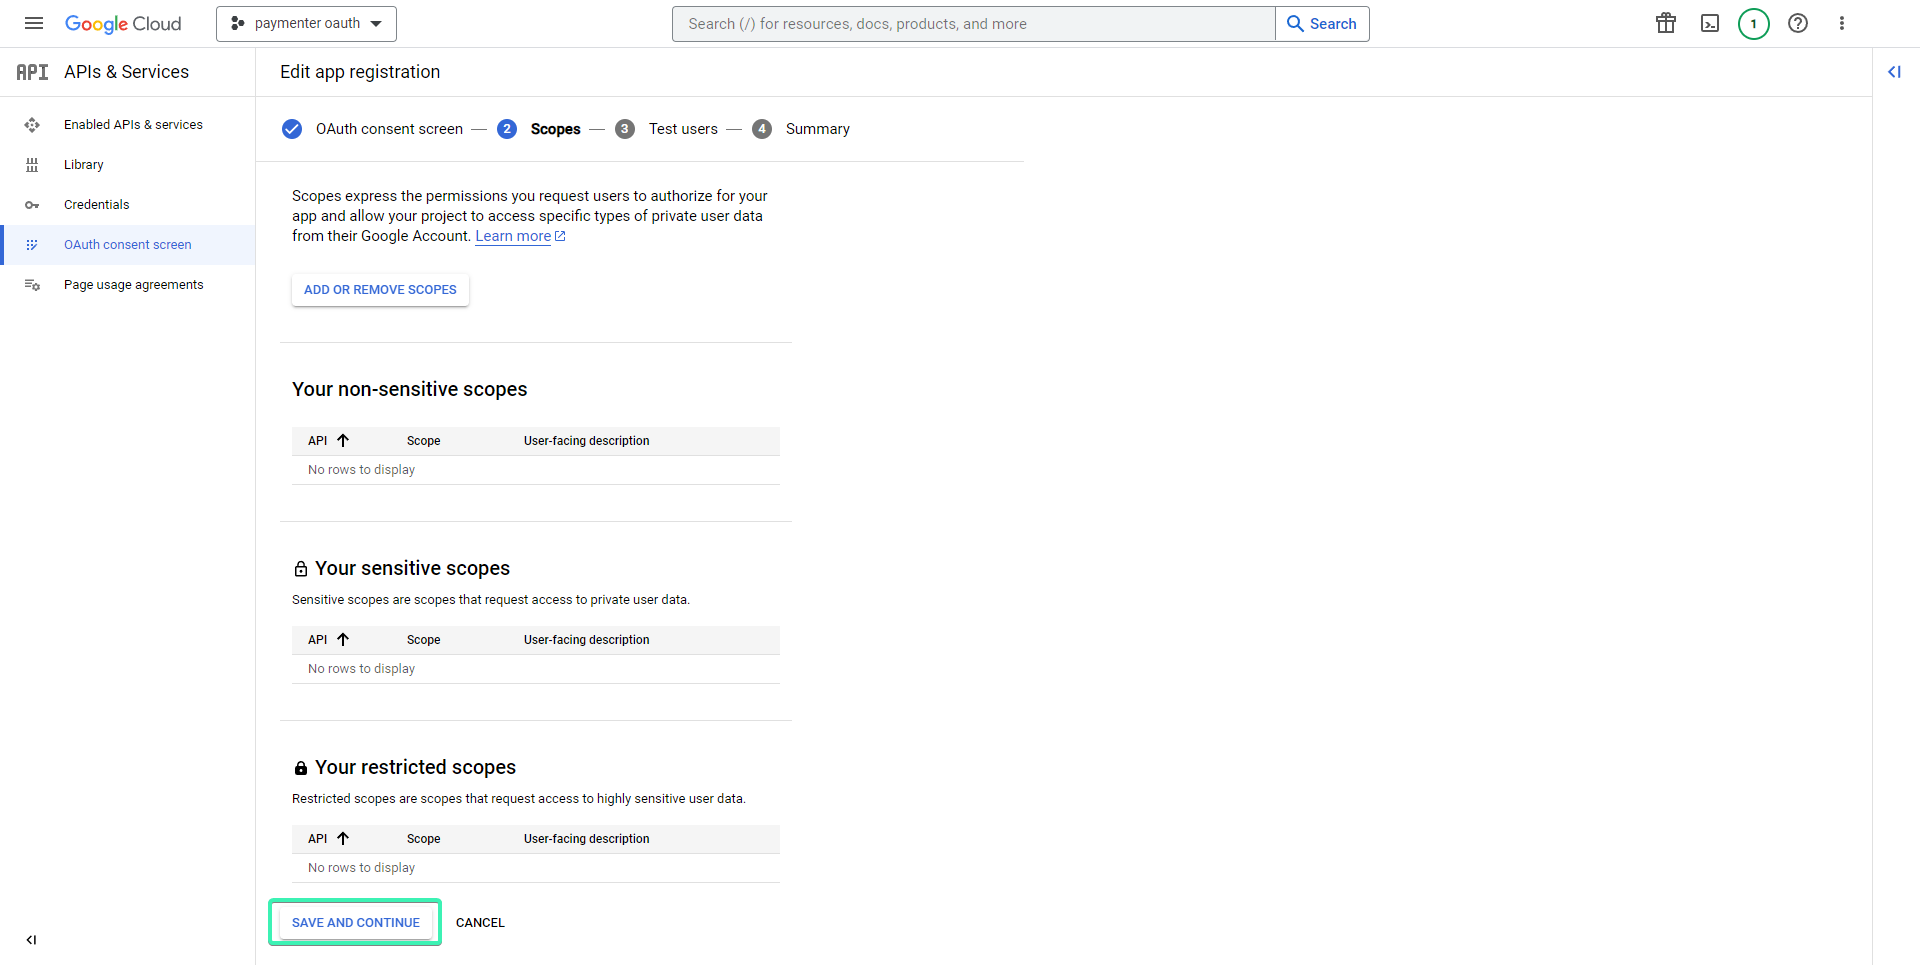 Google Cloud
paymenter oauth
Search (/) for resources, docs, products, and more
Search
1
API APIs & Services
Edit app registration
Enabled APIs & services
Library
Credentials
OAuth consent screen
Page usage agreements
OAuth consent screen — 2 Scopes — 3 Test users — 4 Summary
Scopes express the permissions you request users to authorize for your
app and allow your project to access specific types of private user data
from their Google Account. Learn more
ADD OR REMOVE SCOPES
Your non-sensitive scopes
API Scope User-facing description
No rows to display
Your sensitive scopes
Sensitive scopes are scopes that request access to private user data.
API Scope User-facing description
No rows to display
Your restricted scopes
Restricted scopes are scopes that request access to highly sensitive user data.
API Scope User-facing description
No rows to display
SAVE AND CONTINUE CANCEL